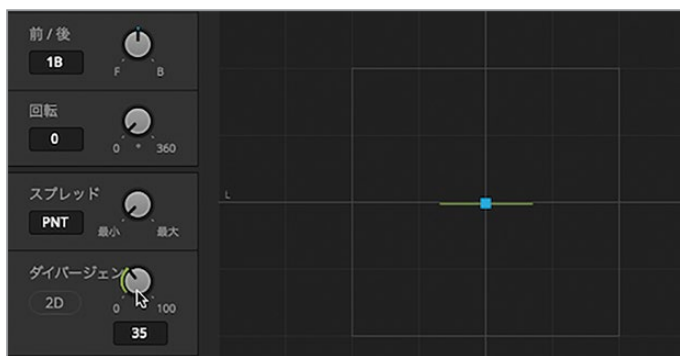 前 / 後
1B
F B
回転
0
0 ° 360
スプレッド
PNT
最小 最大
ダイバージェン
2D
0 100
35
L